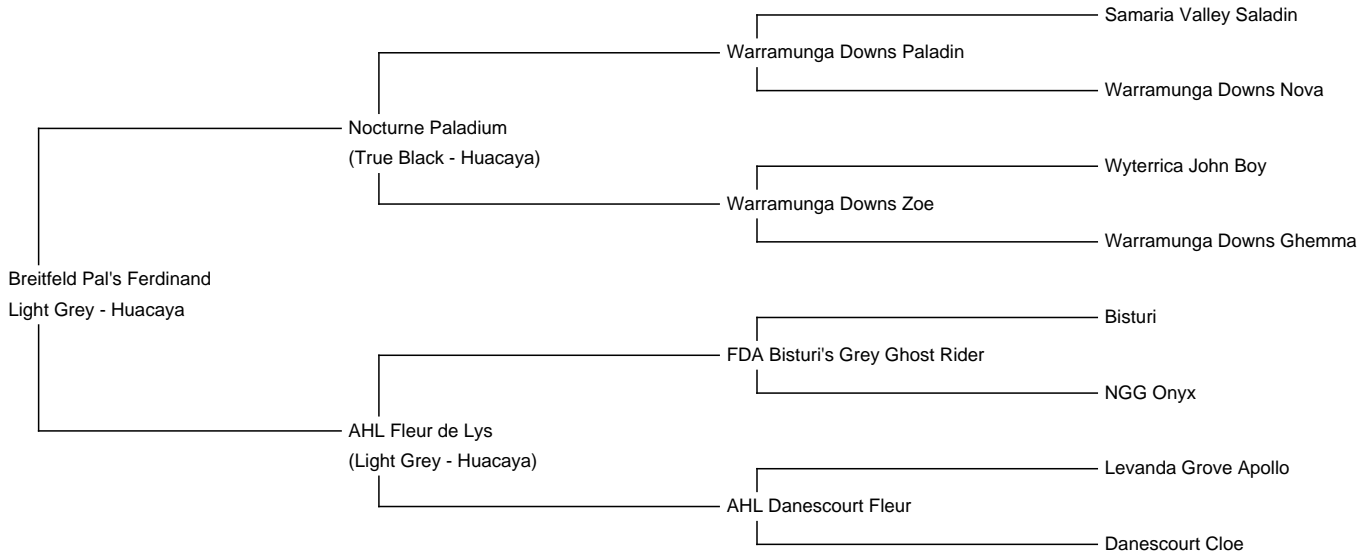 Samaria Valley Saladin
Warramunga Downs Paladin
Warramunga Downs Nova
Nocturne Paladium
(True Black - Huacaya)
Wyterrica John Boy
Warramunga Downs Zoe
Warramunga Downs Ghemma
Breitfeld Pal's Ferdinand
Light Grey - Huacaya
Bisturi
FDA Bisturi's Grey Ghost Rider
NGG Onyx
AHL Fleur de Lys
(Light Grey - Huacaya)
Levanda Grove Apollo
AHL Danescourt Fleur
Danescourt Cloe